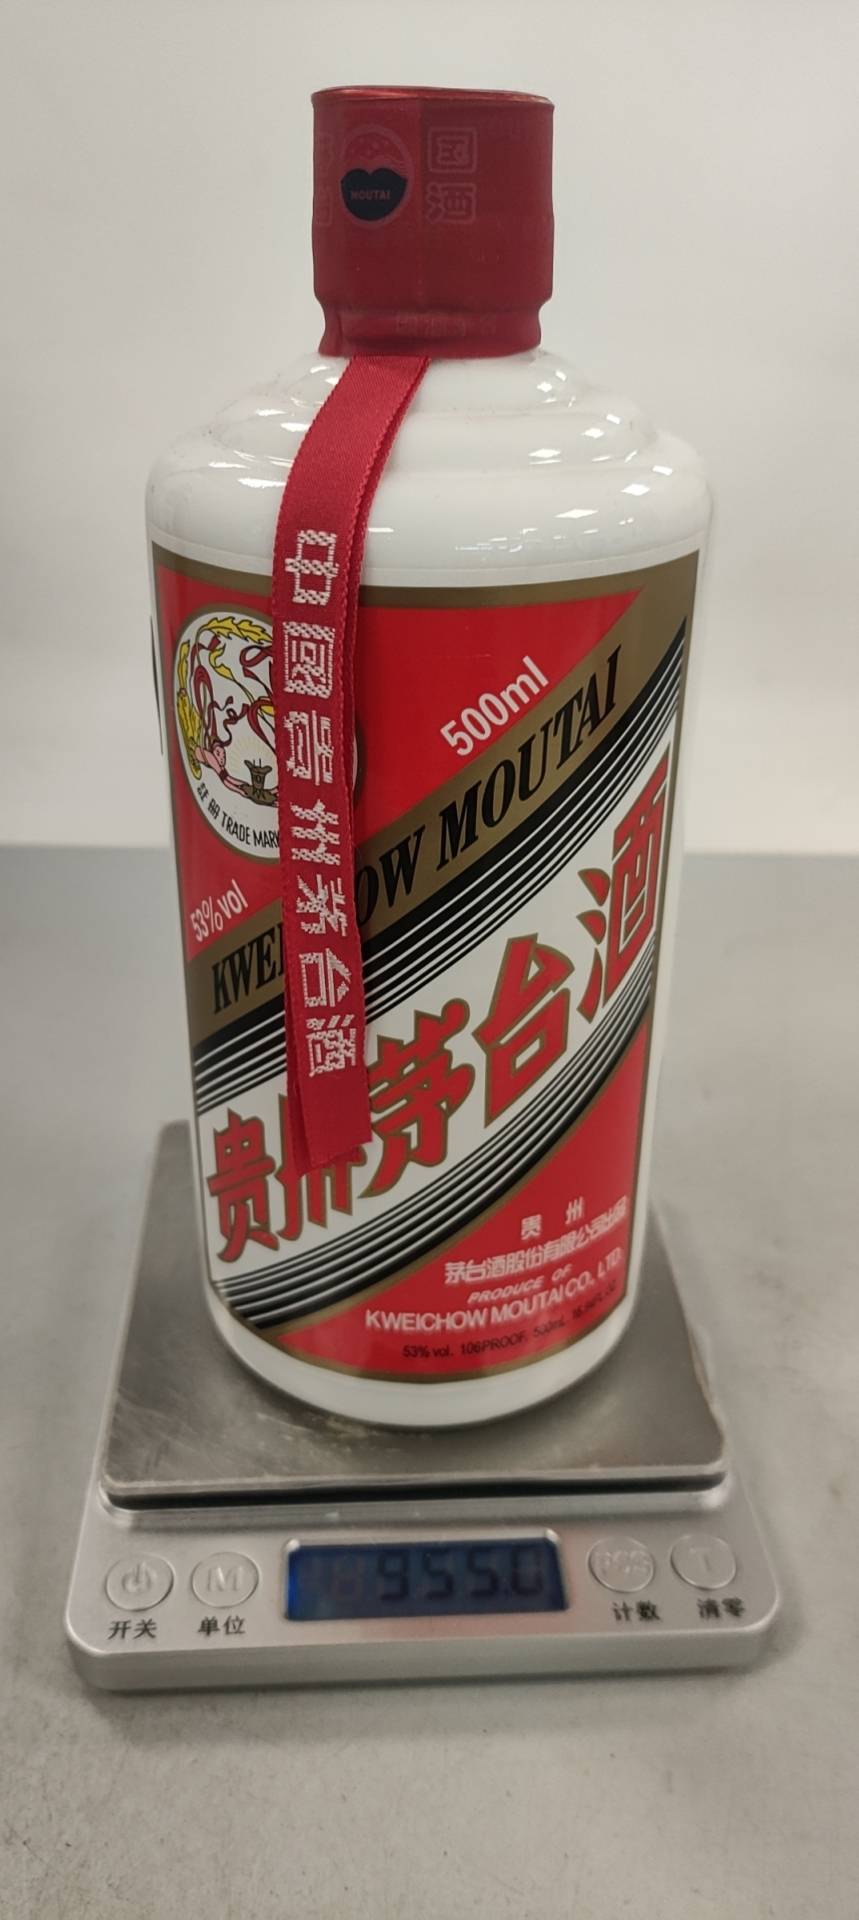 国酒
MOUTAI
中國贵州茅台酒
500ml
TRADE MARK
53%vol
KWEI OW MOUTAI
贵州茅台酒
贵 州
茅台酒股份有限公司出品
PRODUCE OF
KWEICHOW MOUTAI CO., LTD.
53% vol. 106PROOF. 500mL
955.0
M
T
开关
单位
计数
清零